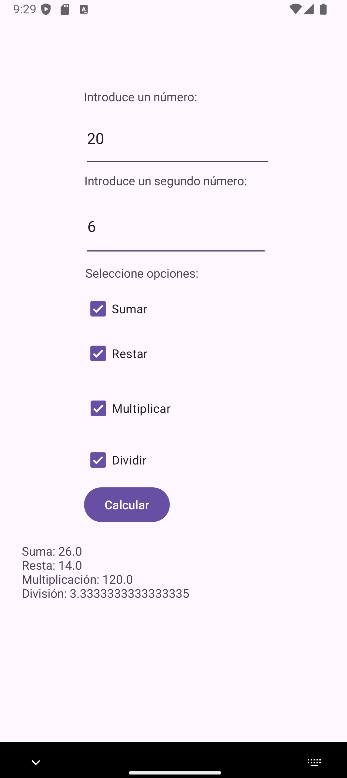 9:29
Introduce un número:
20
Introduce un segundo número:
6
Seleccione opciones:
Sumar
Restar
Multiplicar
Dividir
Calcular
Suma: 26.0
Resta: 14.0
Multiplicación: 120.0
División: 3.3333333333333335